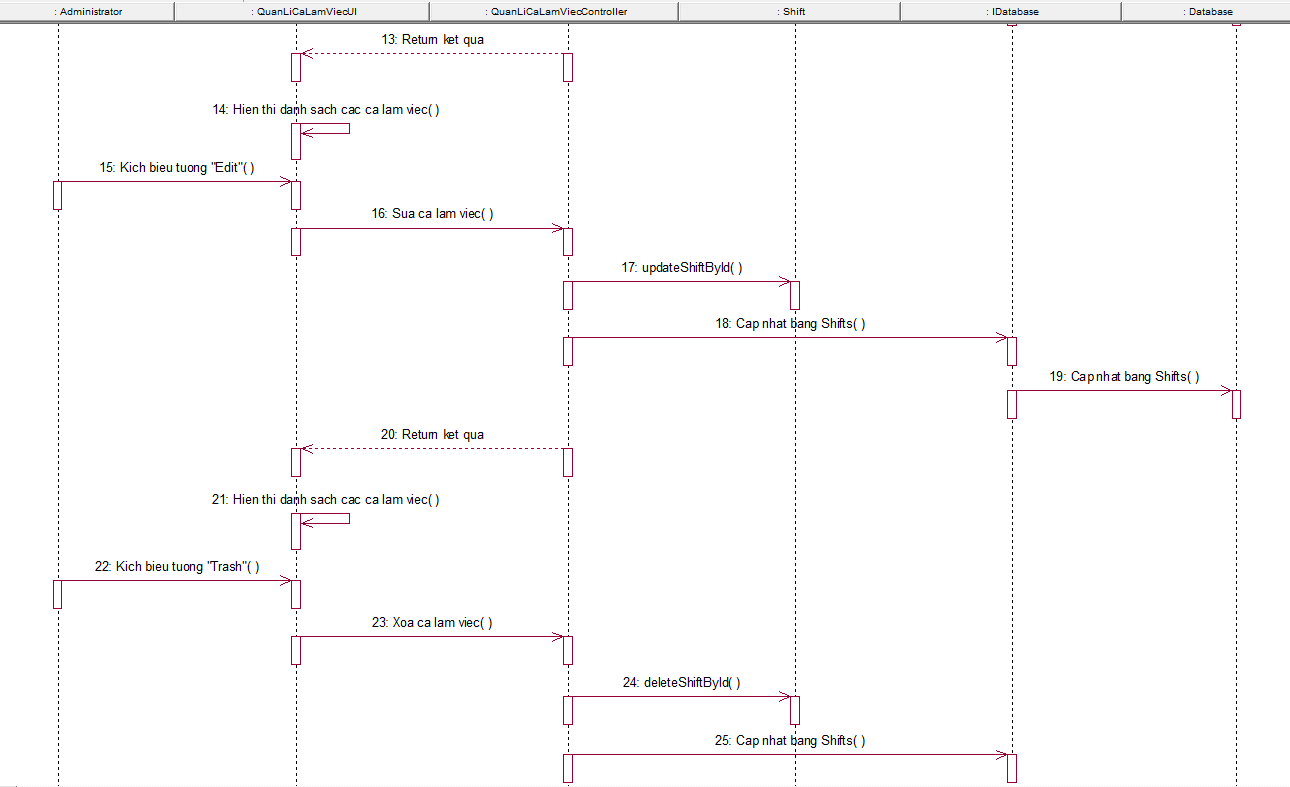 : Administrator
: QuanLiCaLamViecUI
: QuanLiCaLamViecController
: Shift
: IDatabase
: Database
13: Return ket qua
14: Hien thi danh sach cac ca lam viec( )
15: Kich bieu tuong "Edit"( )
16: Sua ca lam viec( )
17: updateShiftById( )
18: Cap nhat bang Shifts( )
19: Cap nhat bang Shifts( )
20: Return ket qua
21: Hien thi danh sach cac ca lam viec( )
22: Kich bieu tuong "Trash"( )
23: Xoa ca lam viec( )
24: deleteShiftById( )
25: Cap nhat bang Shifts( )